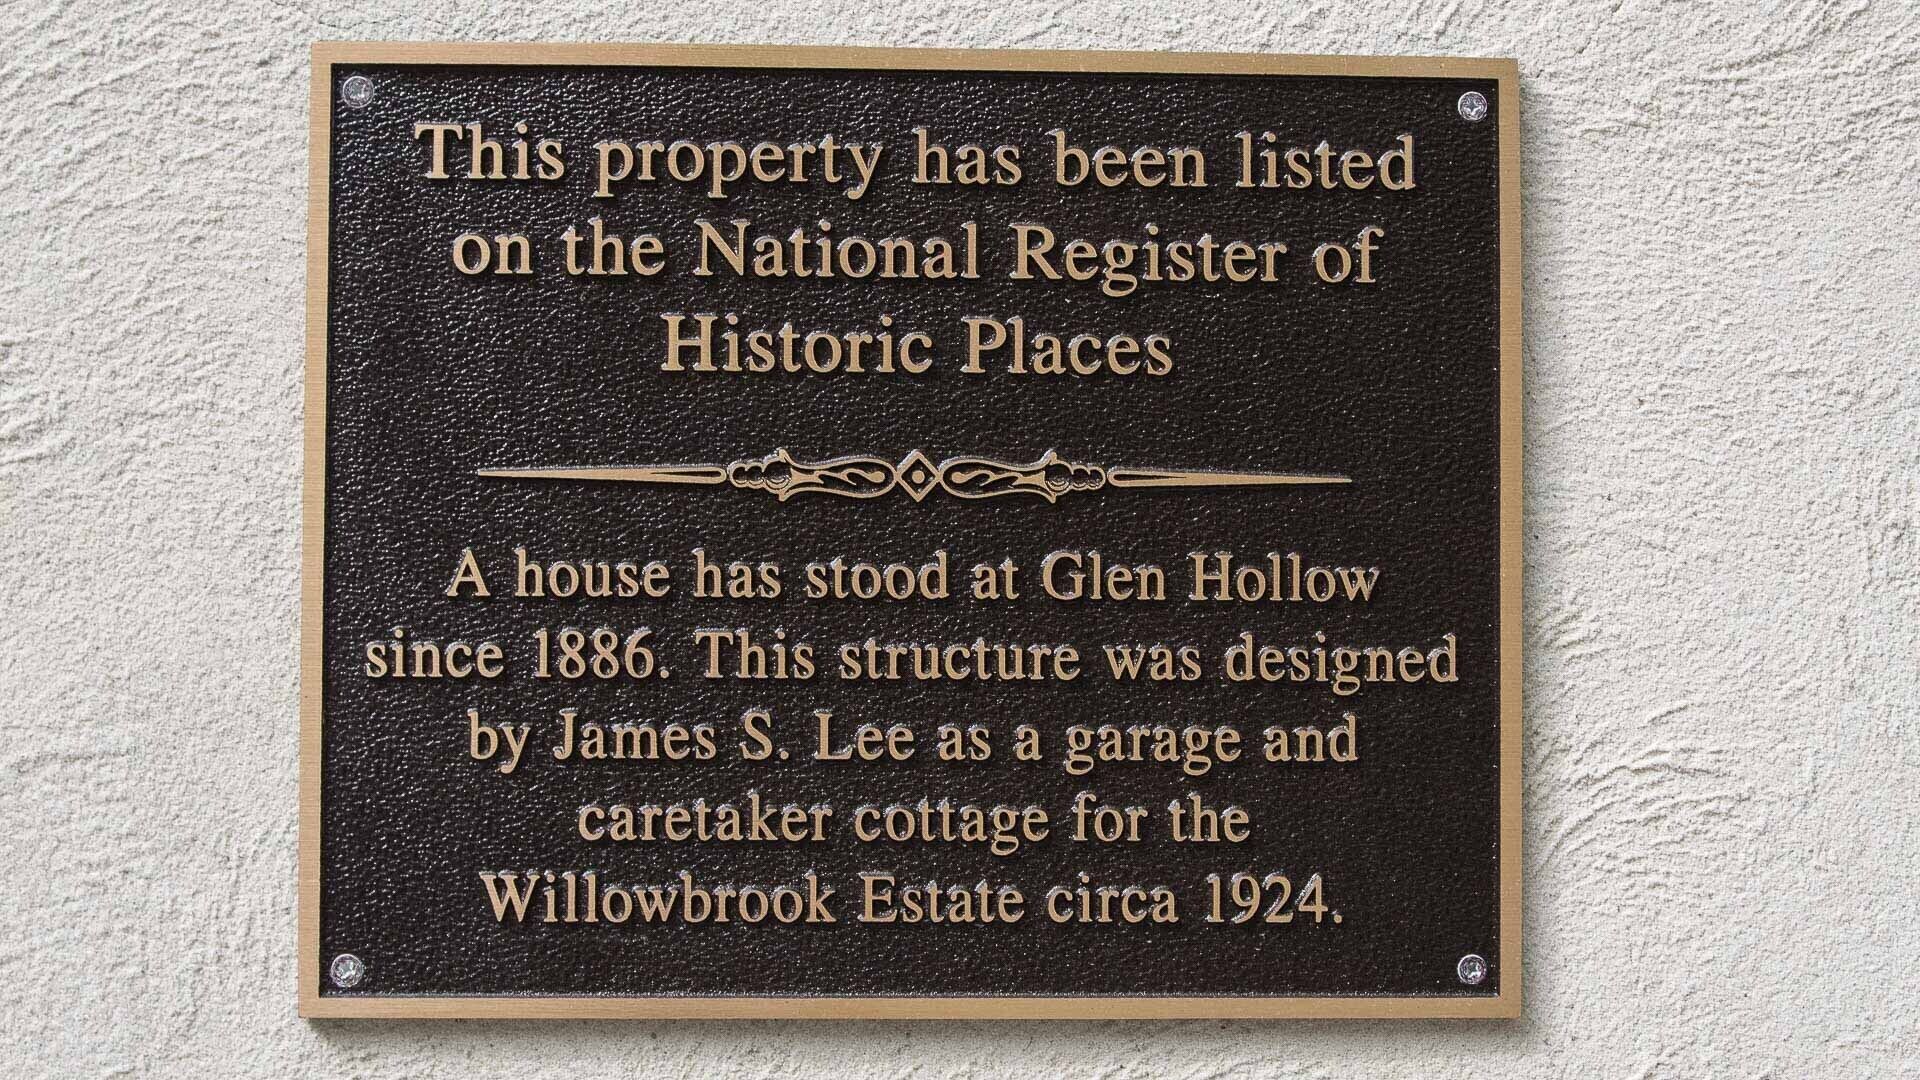 This property has been listed
on the National Register of
Historic Places
A house has stood at Glen Hollow
since 1886. This structure was designed
by James S. Lee as a garage and
caretaker cottage for the
Willowbrook Estate circa 1924.